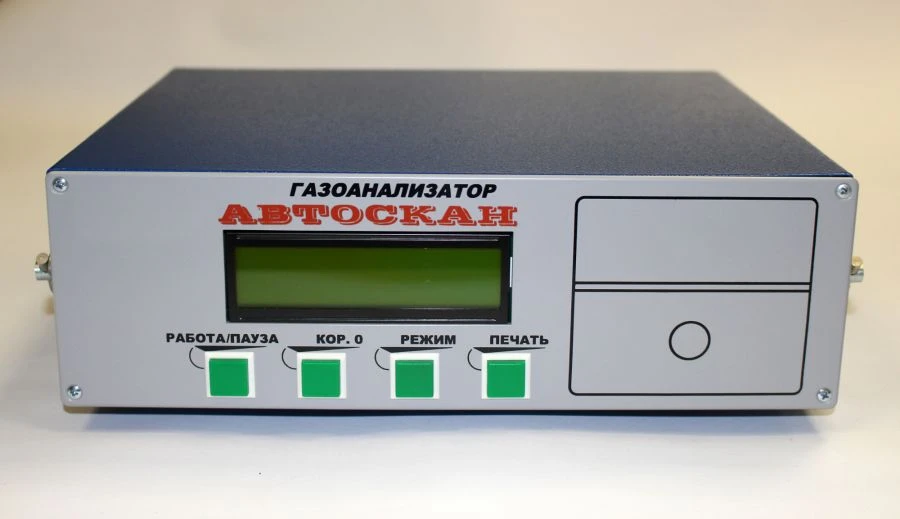 ГАЗОАНАЛИЗАТОР
АВТОСКАН
РАБОТА/ПАУЗА КОР. 0 РЕЖИМ ПЕЧАТЬ